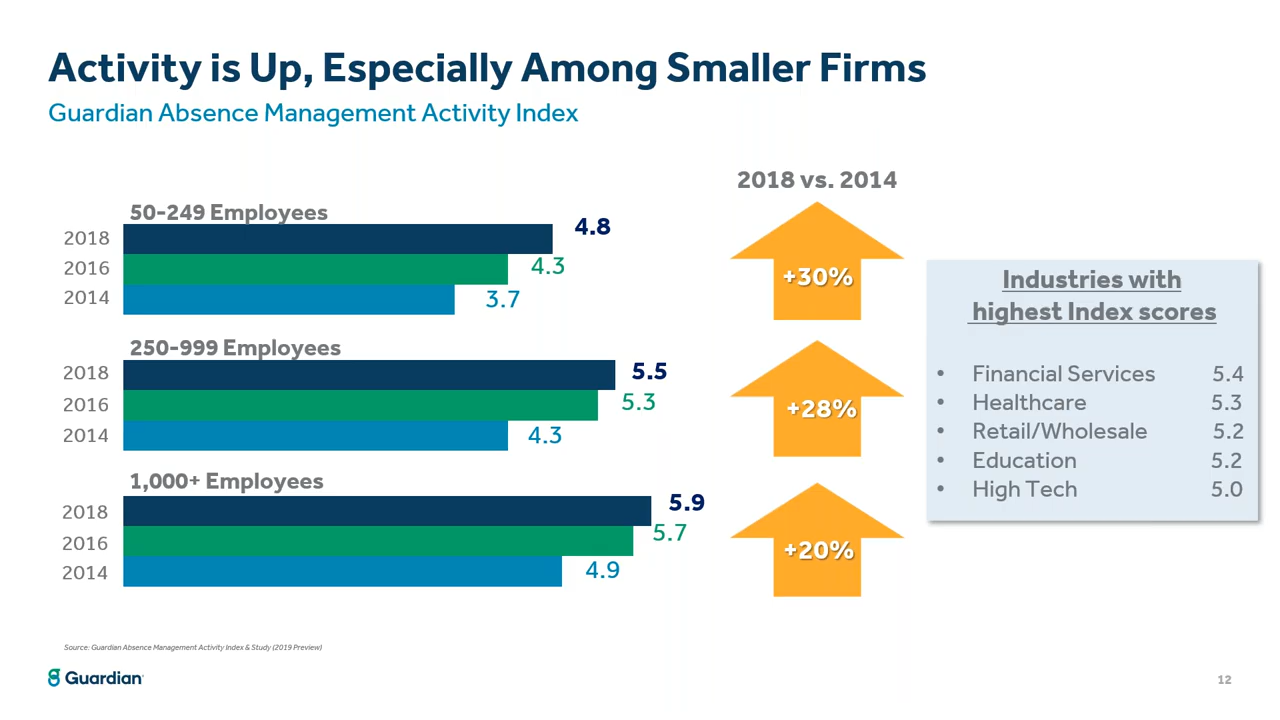 Activity is Up, Especially Among Smaller Firms
Guardian Absence Management Activity Index
50-249 Employees
2018 4.8
2016 4.3
2014 3.7
250-999 Employees
2018 5.5
2016 5.3
2014 4.3
1,000+ Employees
2018 5.9
2016 5.7
2014 4.9
2018 vs. 2014
+30%
+28%
+20%
Industries with
highest Index scores
• Financial Services 5.4
• Healthcare 5.3
• Retail/Wholesale 5.2
• Education 5.2
• High Tech 5.0
Source: Guardian Absence Management Activity Index & Study (2019 Preview)
Guardian
12